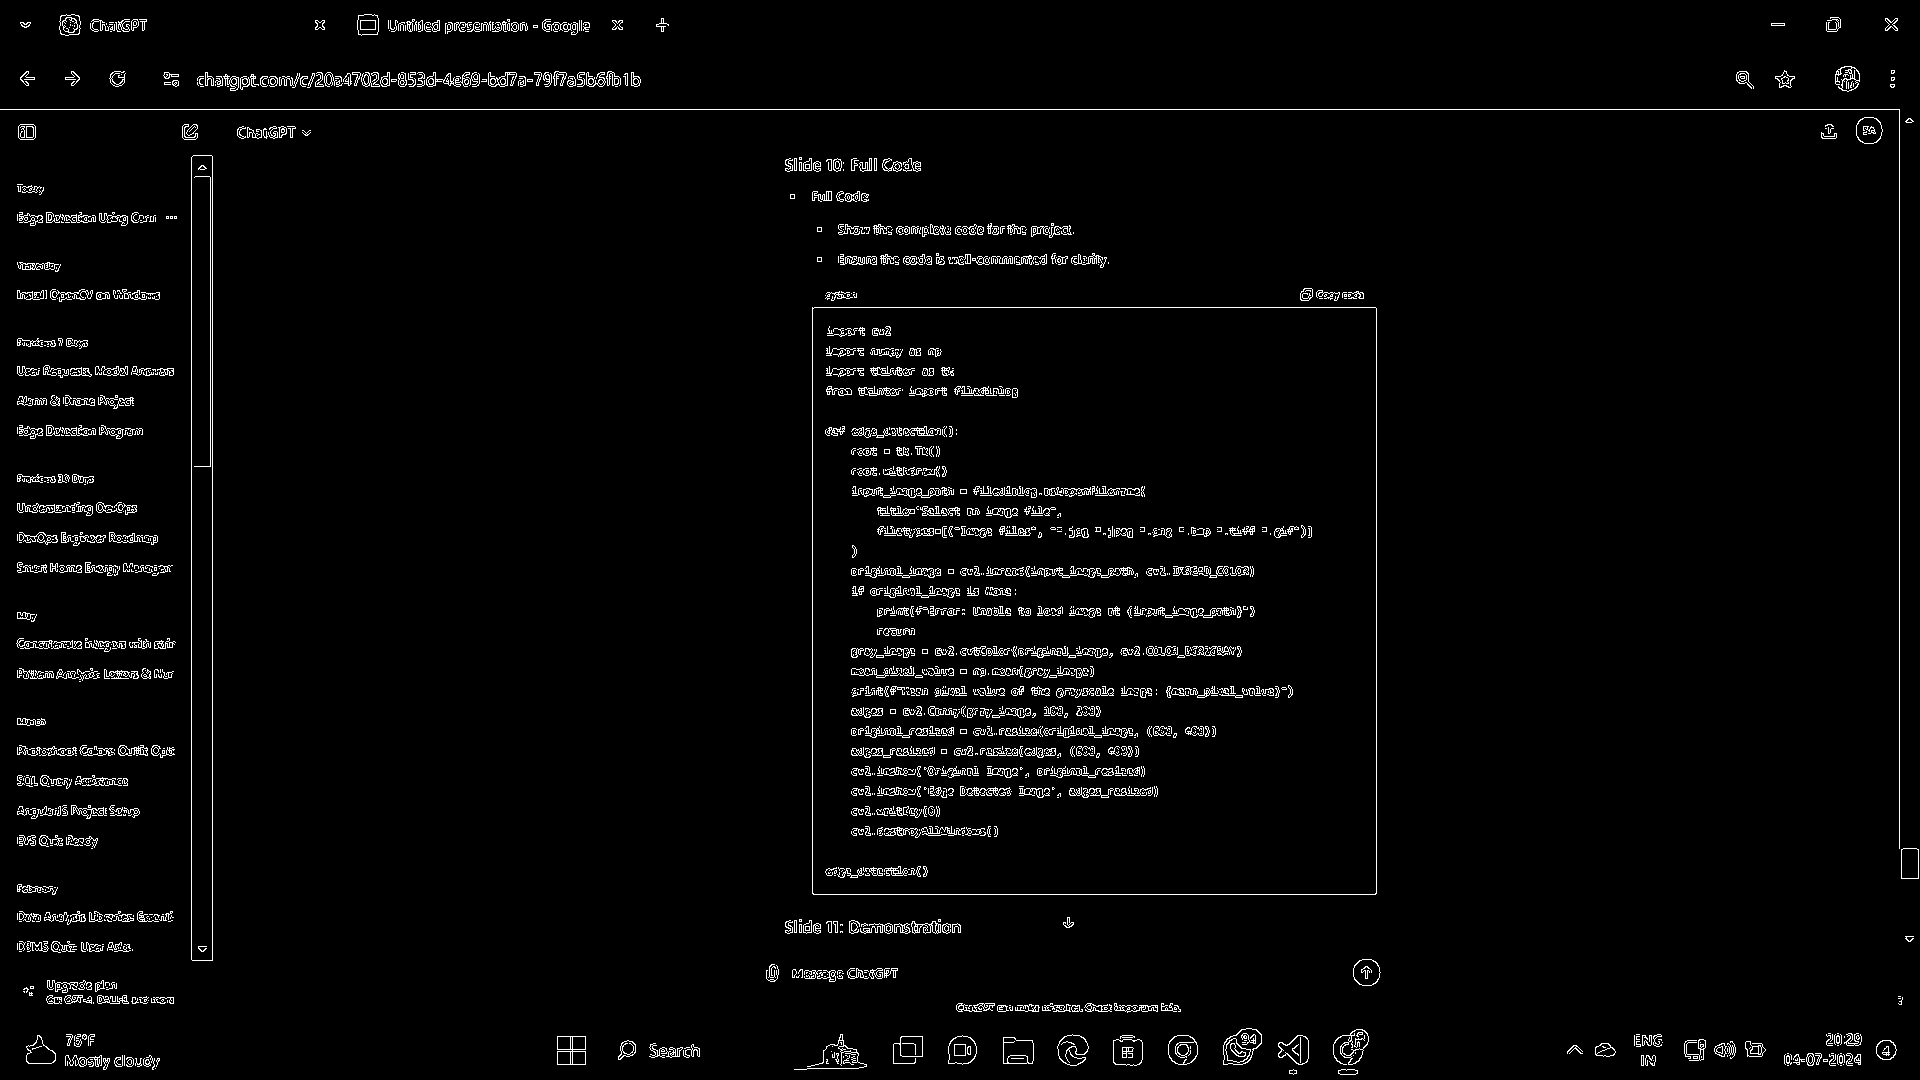 ChatGPT
Untitled presentation - Google
chatgpt.com/c/20a4702d-853d-4e69-bd7a-79f7a5b6fb1b
ChatGPT
SA
Today
Edge Detection Using Cann
Yesterday
Install OpenCV on Windows
Previous 7 Days
User Requests, Model Answers
Alarm & Drone Project
Edge Detection Program
Previous 30 Days
Understanding DevOps
DevOps Engineer Roadmap
Smart Home Energy Manager
May
Concatenate integers with strin
Pattern Analysis: Letters & Nur
March
Photoshoot Colors: Outfit Opti
SQL Query Assistance
AngularJS Project Setup
EVS Quiz Ready
February
Data Analysis Libraries: Essenti
DBMS Quiz: User Asks.
Upgrade plan
Get GPT-4, DALL·E, and more
Slide 10: Full Code
Full Code
Show the complete code for the project.
Ensure the code is well-commented for clarity.
python
Copy code
import cv2
import numpy as np
import tkinter as tk
from tkinter import filedialog
def edge_detection():
root = tk.Tk()
root.withdraw()
input_image_path = filedialog.askopenfilename(
title="Select an image file",
filetypes=[("Image files", "*.jpg *.jpeg *.png *.bmp *.tiff *.gif")]
)
original_image = cv2.imread(input_image_path, cv2.IMREAD_COLOR)
if original_image is None:
print(f"Error: Unable to load image at {input_image_path}")
return
gray_image = cv2.cvtColor(original_image, cv2.COLOR_BGR2GRAY)
mean_pixel_value = np.mean(gray_image)
print(f"Mean pixel value of the grayscale image: {mean_pixel_value}")
edges = cv2.Canny(gray_image, 100, 200)
original_resized = cv2.resize(original_image, (600, 400))
edges_resized = cv2.resize(edges, (600, 400))
cv2.imshow('Original Image', original_resized)
cv2.imshow('Edge Detected Image', edges_resized)
cv2.waitKey(0)
cv2.destroyAllWindows()
edge_detection()
Slide 11: Demonstration
Message ChatGPT
ChatGPT can make mistakes. Check important info.
75°F
Mostly cloudy
Search
94
ENG
IN
20:29
04-07-2024
4